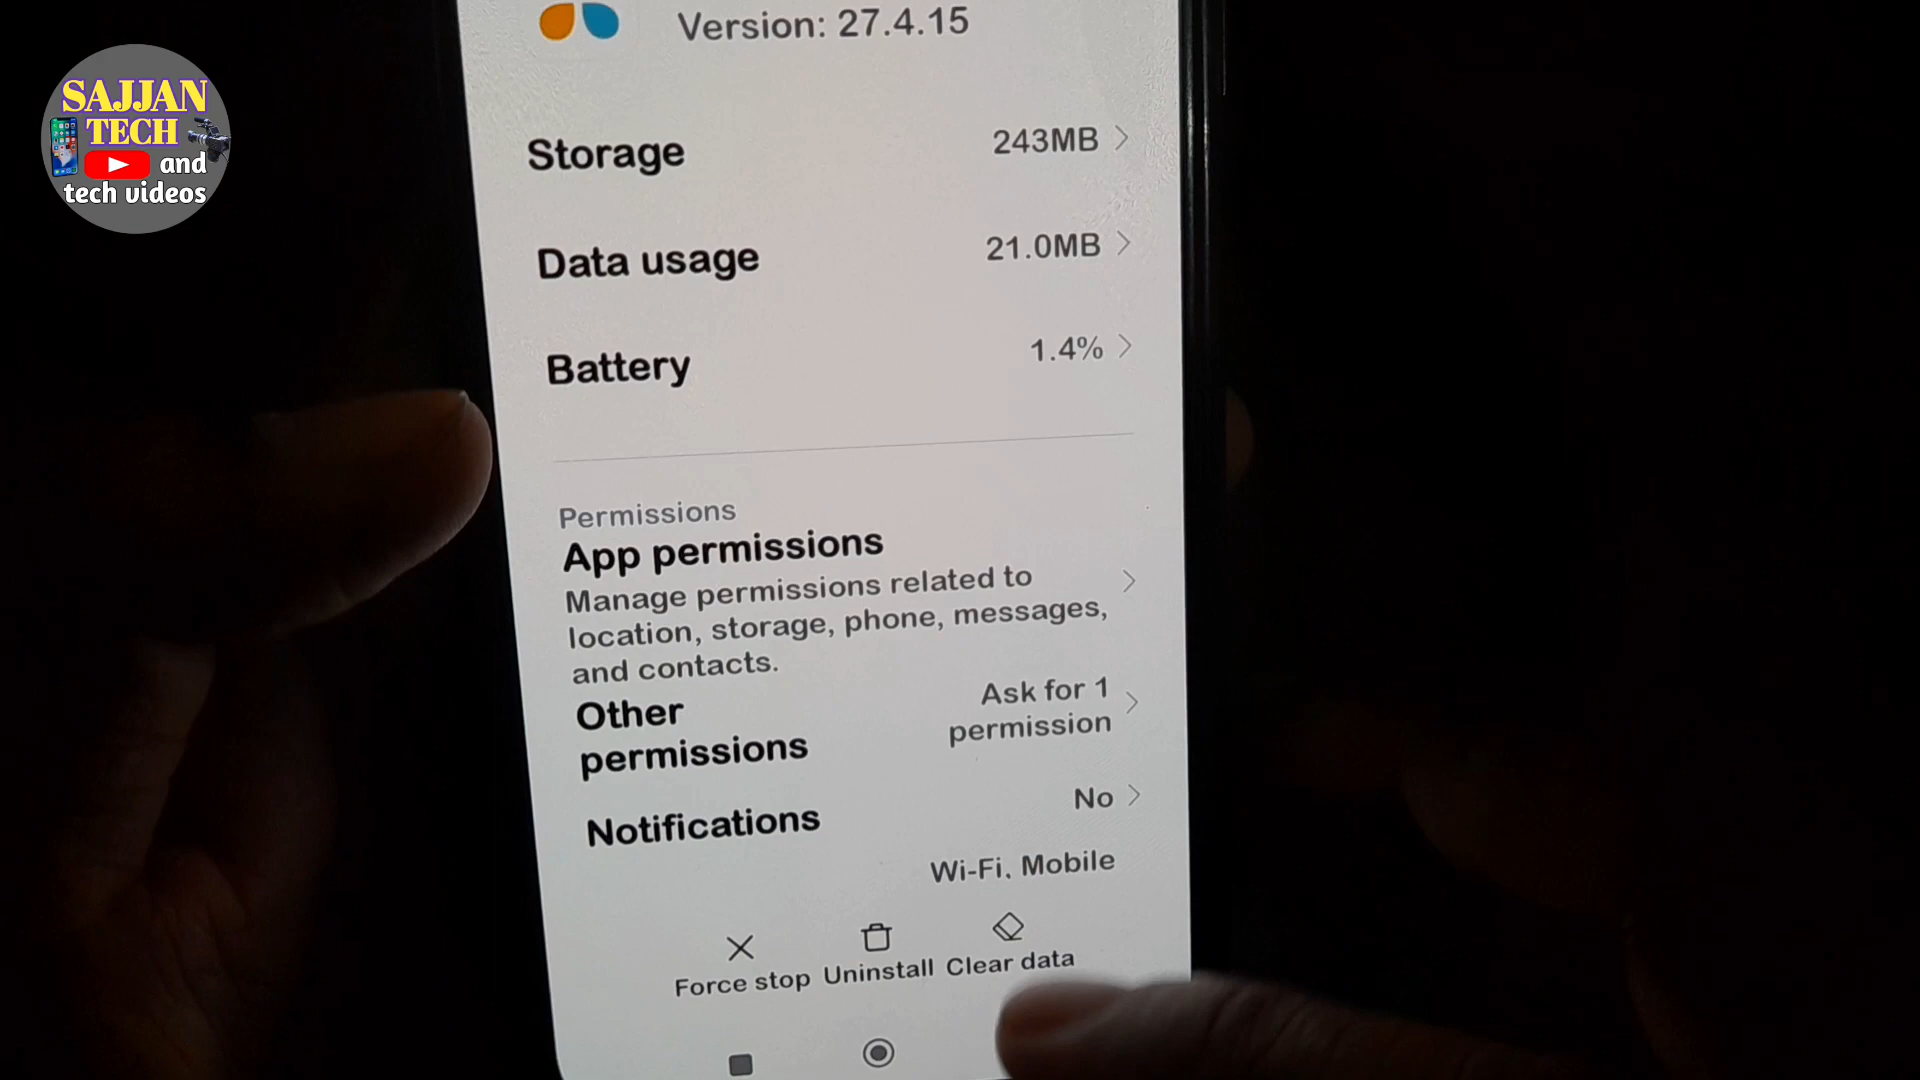 SAJJAN
TECH
and
tech videos
Version: 27.4.15
Storage 243MB
Data usage 21.0MB
Battery 1.4%
Permissions
App permissions
Manage permissions related to
location, storage, phone, messages,
and contacts.
Other permissions
Ask for 1 permission
Notifications No
Wi-Fi, Mobile
Force stop Uninstall Clear data